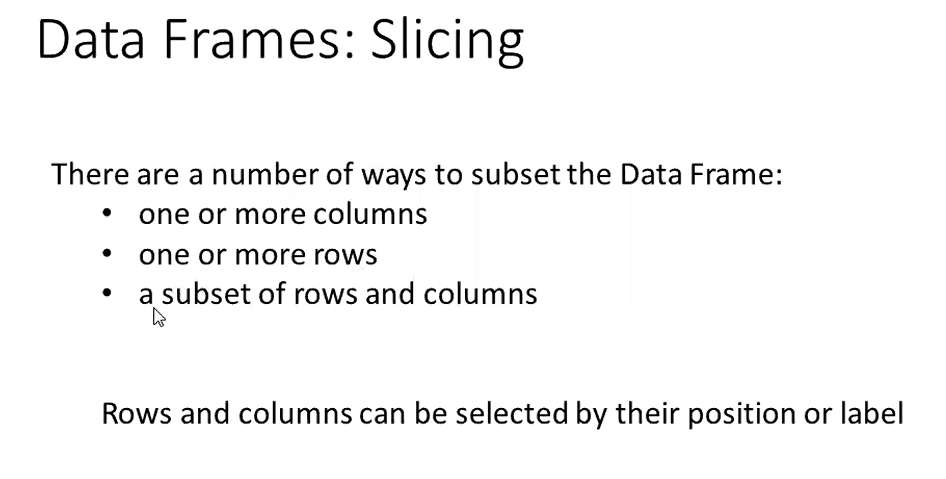 Data Frames: Slicing
There are a number of ways to subset the Data Frame:
• one or more columns
• one or more rows
• a subset of rows and columns
Rows and columns can be selected by their position or label